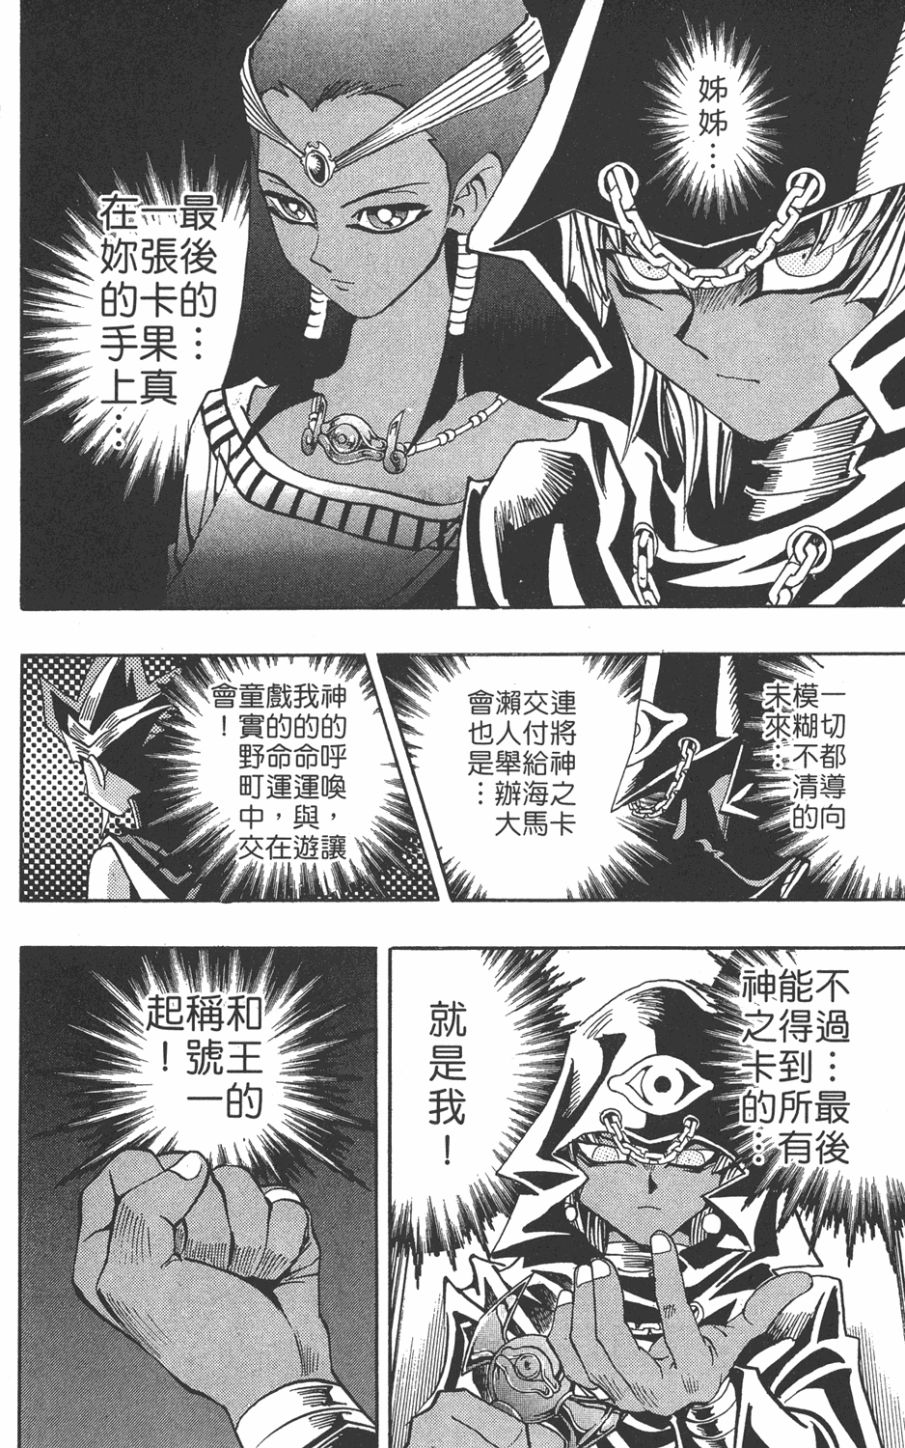 姊姊…
最後的…
一張卡果真
在妳的手上…
一切都導向
模糊不清的
未來…
連將神之卡
交付給海馬
瀨人舉辦大
會也是…
神的呼喚，讓
我的命運與遊
戲的命運，在
童實野町中交
會！
不過…最後
能得到所有
神之卡的…
就是我！
和王的
稱號一
起！